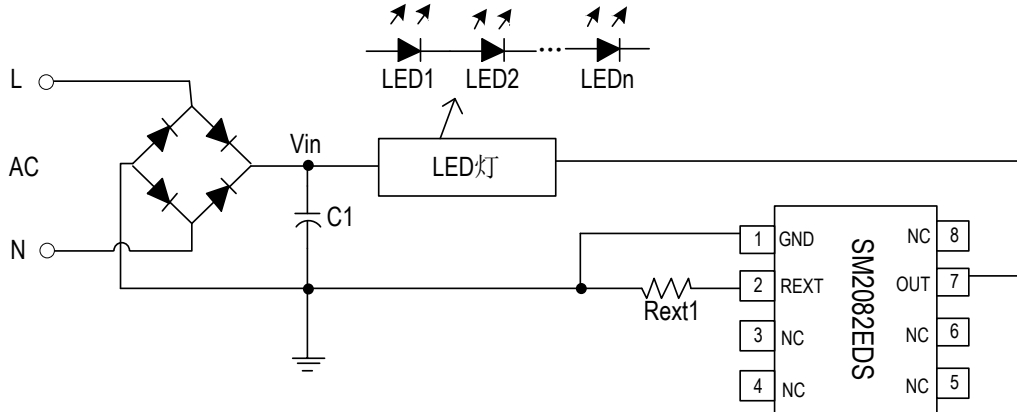 LED1 LED2 ... LEDn
L
AC
N
Vin
LED灯
C1
Rext1
1 GND
2 REXT
3 NC
4 NC
SM2082EDS
NC 8
OUT 7
NC 6
NC 5